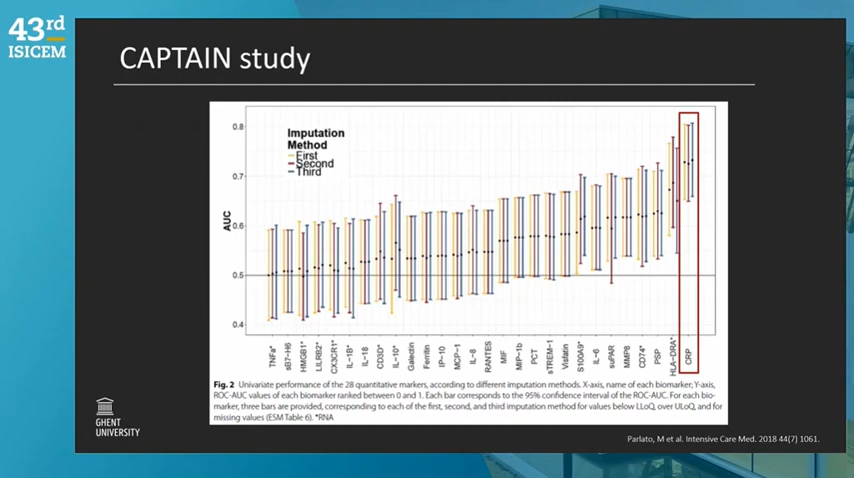 43rd
ISICEM
CAPTAIN study
Imputation
Method
First
Second
Third
0.8
0.7
0.6
0.5
0.4
AUC
TNFa*
sB7-H6
HMGB1*
LILRB2*
CX3CR1*
IL-1B*
IL-18
CD3D*
IL-10*
Galectin
Ferritin
IP-10
MCP-1
IL-8
RANTES
MIF
MIP-1b
PCT
sTREM-1
Visfatin
S100A9*
IL-6
suPAR
MMP8
CD74*
PSP
HLA-DRA*
CRP
Fig. 2 Univariate performance of the 28 quantitative markers, according to different imputation methods. X-axis, name of each biomarker; Y-axis,
ROC-AUC values of each biomarker ranked between 0 and 1. Each bar corresponds to the 95% confidence interval of the ROC-AUC. For each bio-
marker, three bars are provided, corresponding to each of the first, second, and third imputation method for values below LLoQ, over ULoQ, and for
missing values (ESM Table 6). *RNA
GHENT
UNIVERSITY
Parlato, M et al. Intensive Care Med. 2018 44(7) 1061.